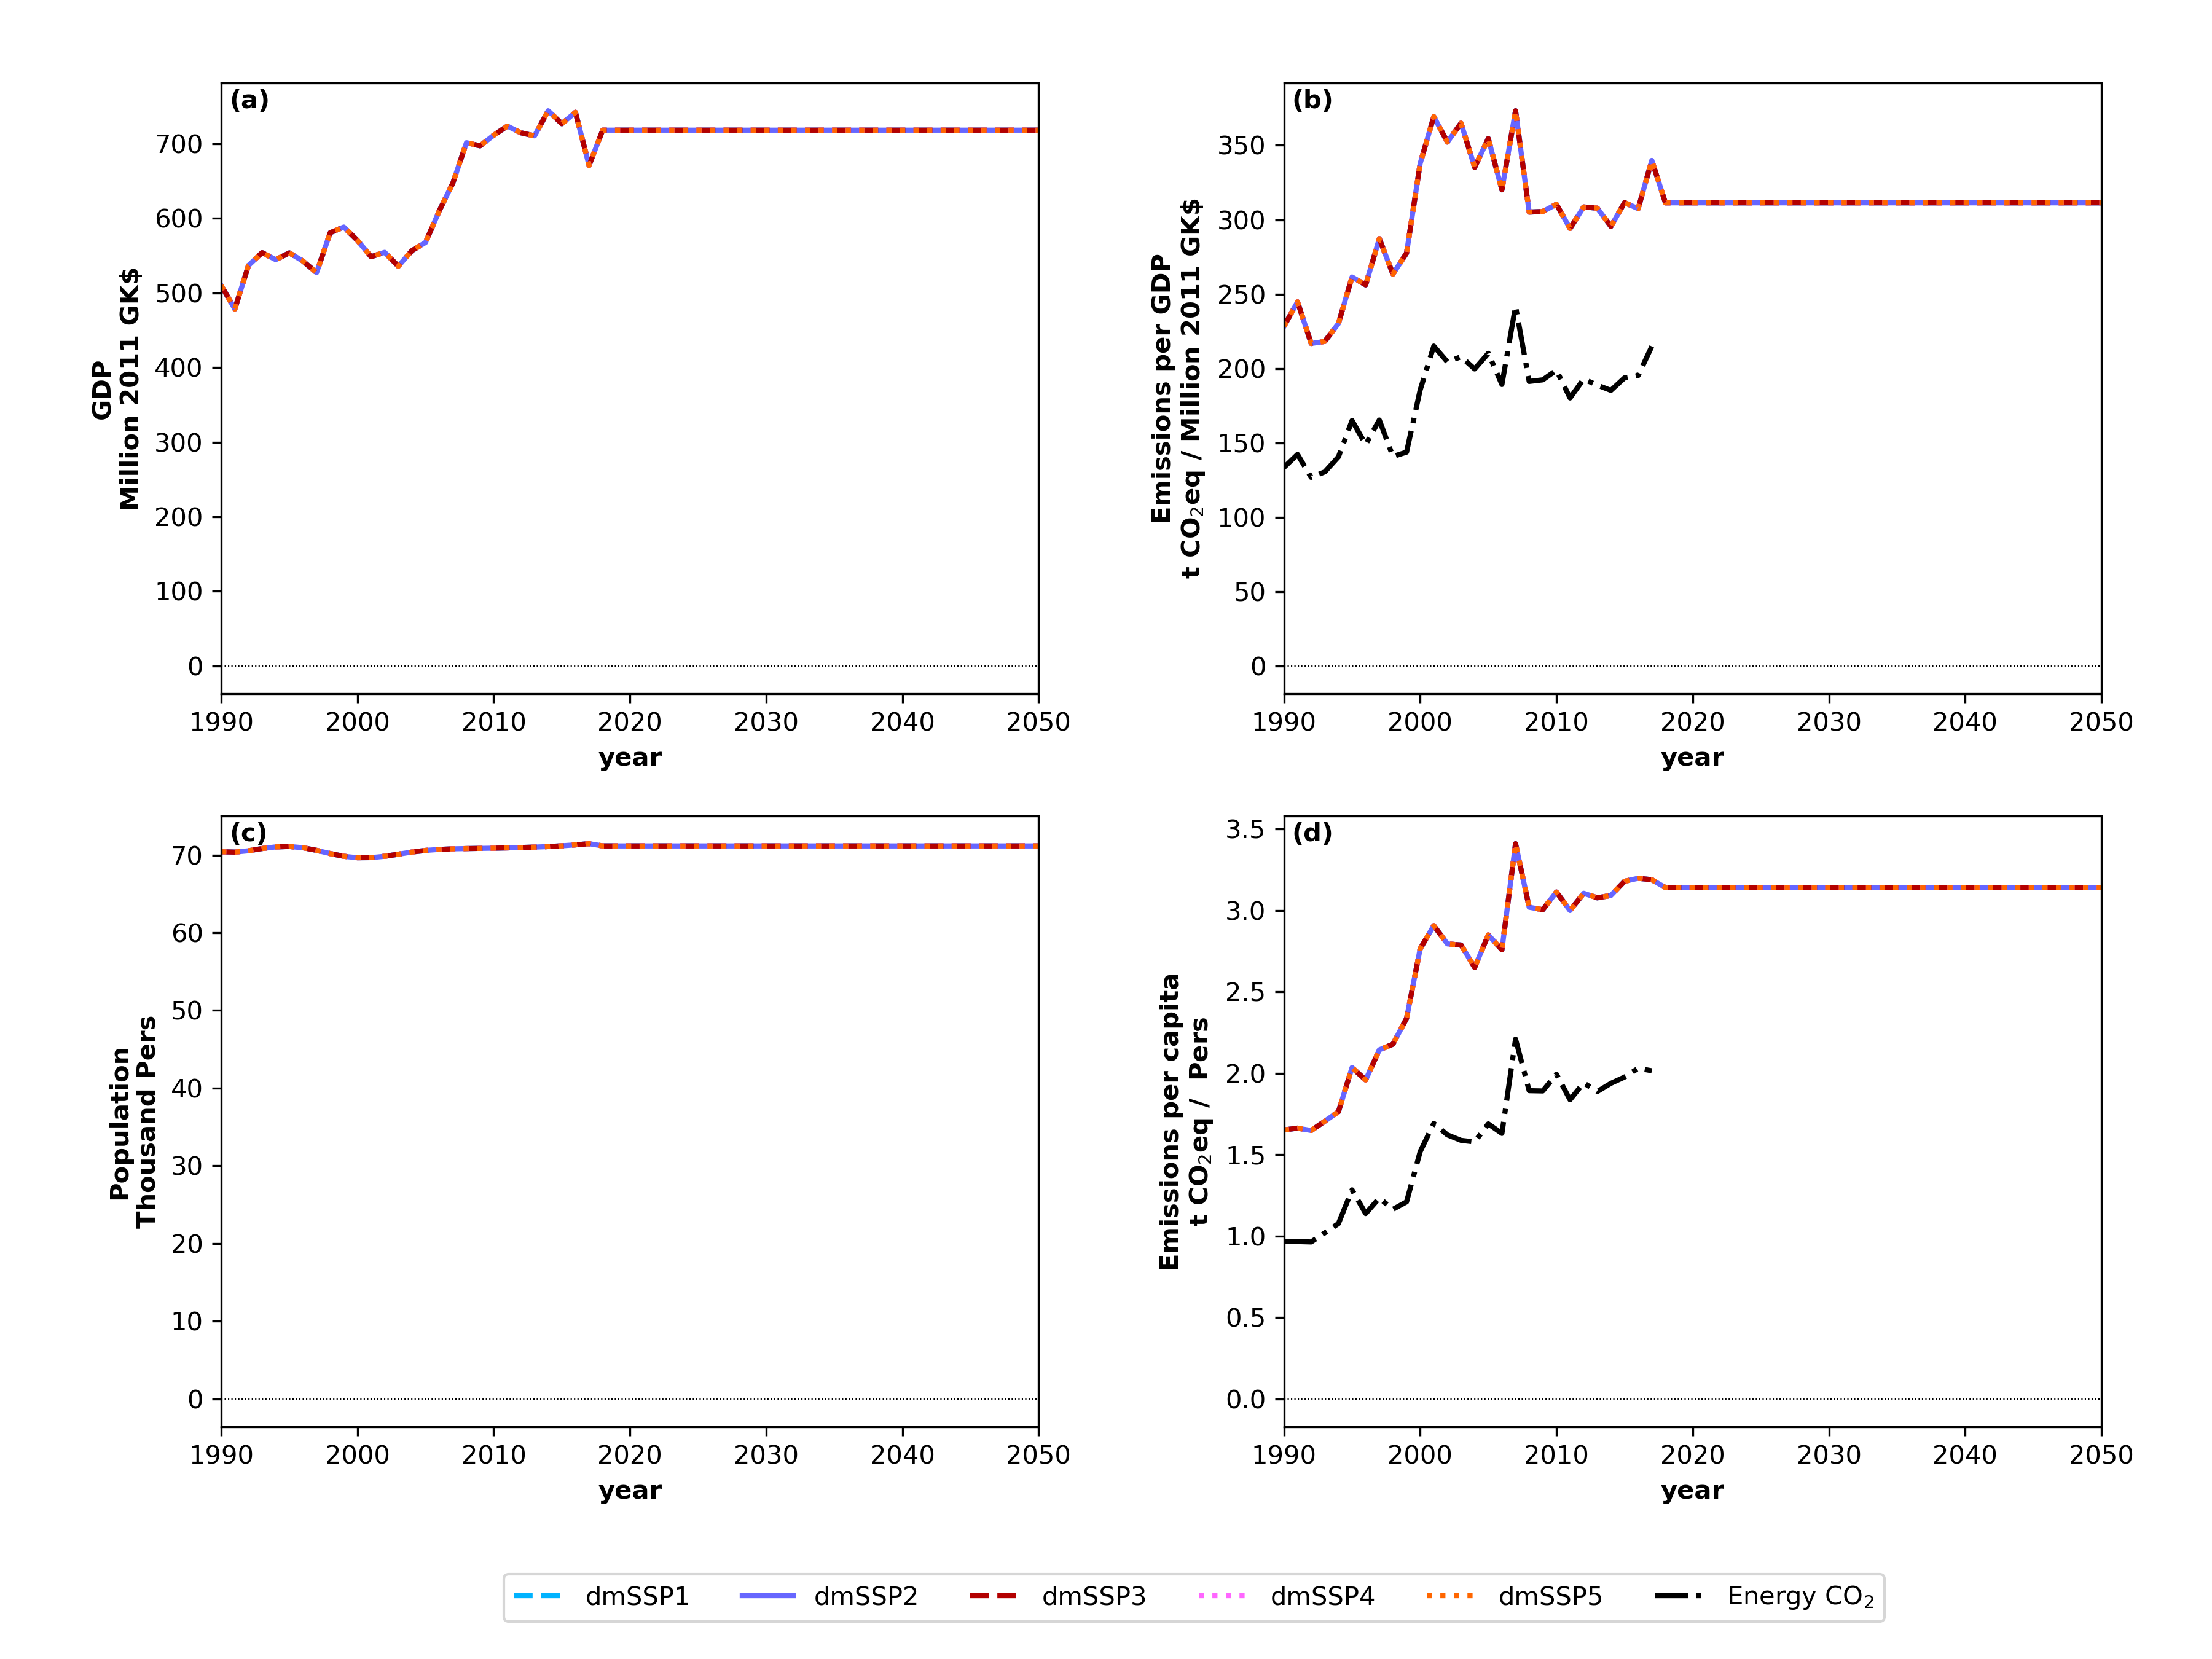 (a)
GDP
Million 2011 GK$
700
600
500
400
300
200
100
0
1990 2000 2010 2020 2030 2040 2050
year
(b)
Emissions per GDP
t CO₂eq / Million 2011 GK$
350
300
250
200
150
100
50
0
1990 2000 2010 2020 2030 2040 2050
year
(c)
Population
Thousand Pers
70
60
50
40
30
20
10
0
1990 2000 2010 2020 2030 2040 2050
year
(d)
Emissions per capita
t CO₂eq / Pers
3.5
3.0
2.5
2.0
1.5
1.0
0.5
0.0
1990 2000 2010 2020 2030 2040 2050
year
dmSSP1 dmSSP2 dmSSP3 dmSSP4 dmSSP5 Energy CO₂